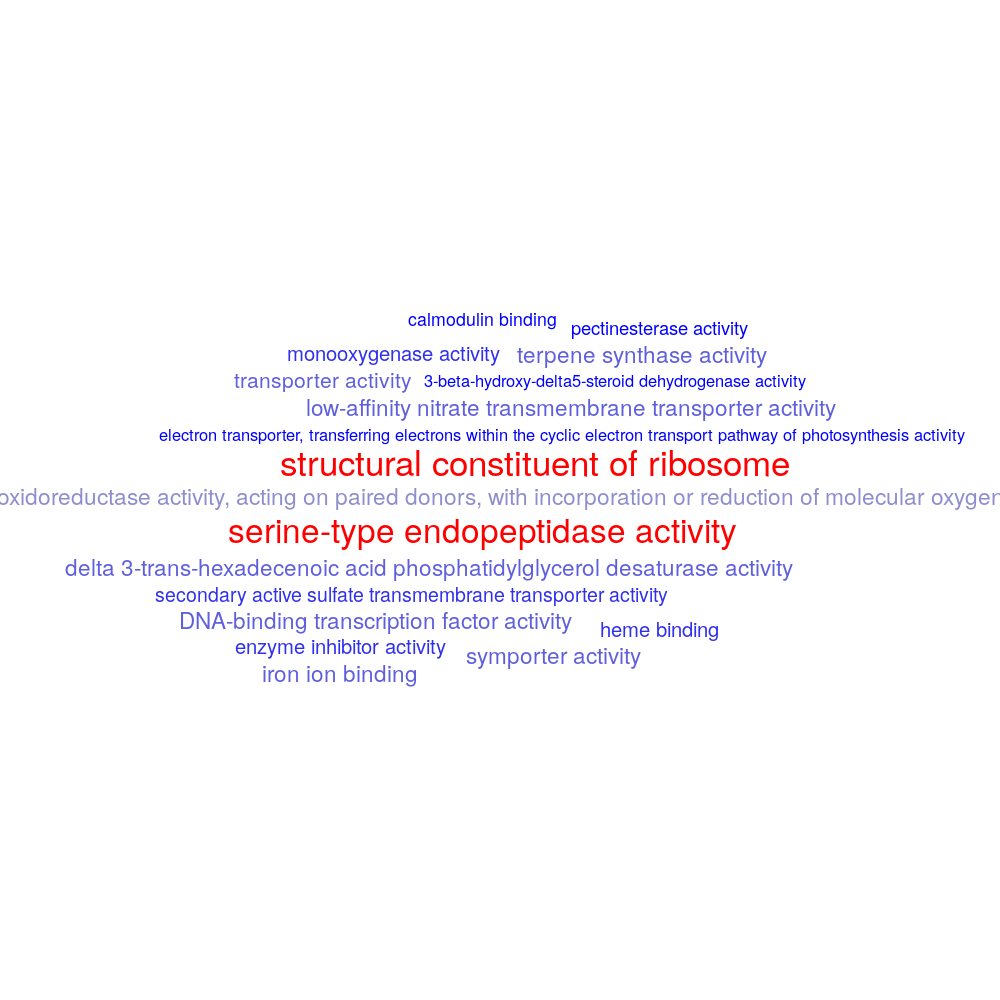 calmodulin binding
pectinesterase activity
monooxygenase activity
terpene synthase activity
transporter activity
3-beta-hydroxy-delta5-steroid dehydrogenase activity
low-affinity nitrate transmembrane transporter activity
electron transporter, transferring electrons within the cyclic electron transport pathway of photosynthesis activity
structural constituent of ribosome
oxidoreductase activity, acting on paired donors, with incorporation or reduction of molecular oxygen
serine-type endopeptidase activity
delta 3-trans-hexadecenoic acid phosphatidylglycerol desaturase activity
secondary active sulfate transmembrane transporter activity
DNA-binding transcription factor activity
heme binding
enzyme inhibitor activity
symporter activity
iron ion binding